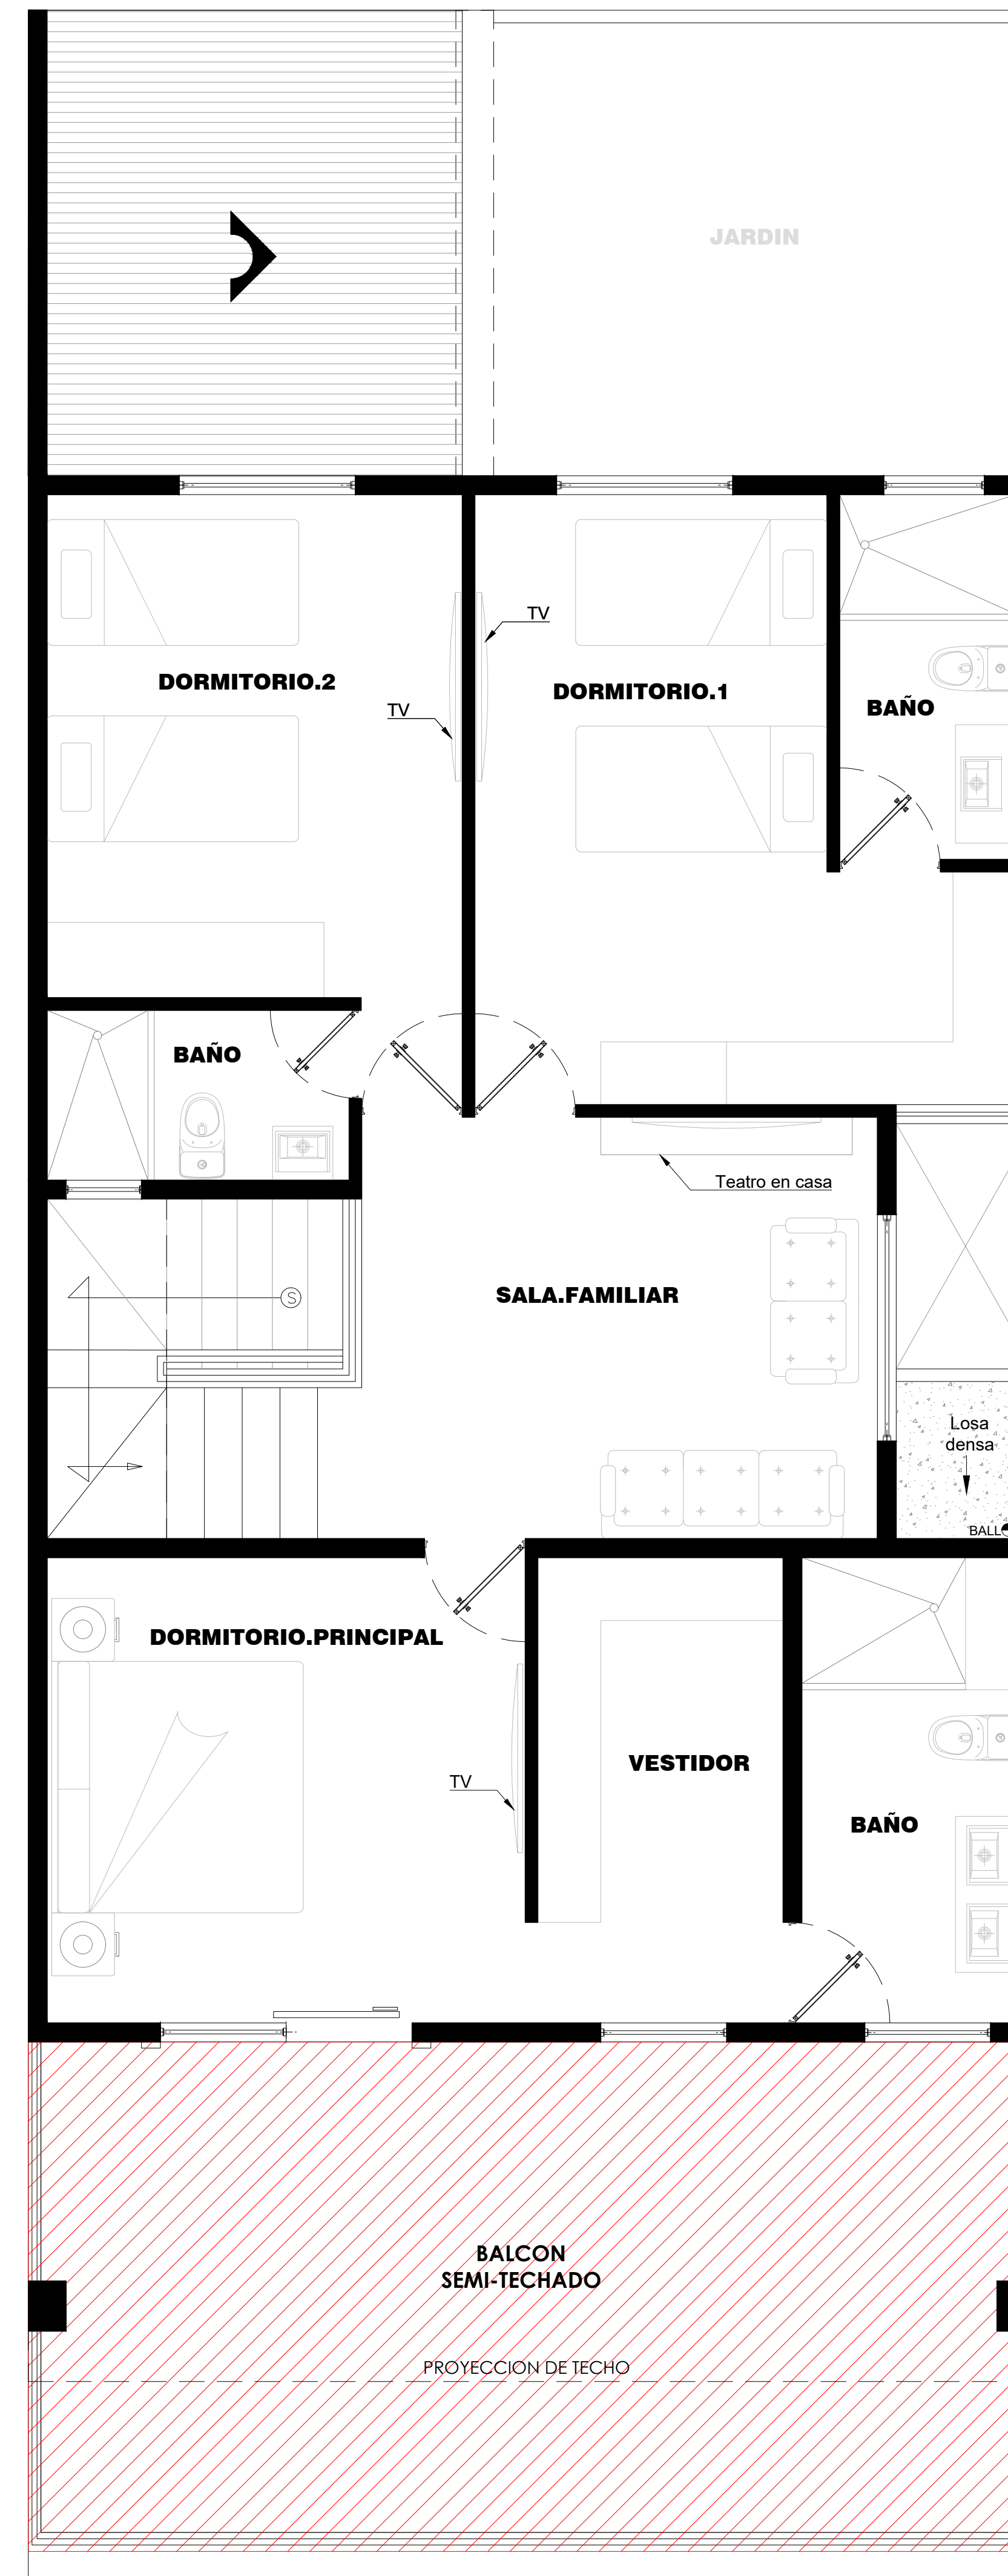 JARDIN
TV
DORMITORIO.2
DORMITORIO.1
TV
BAÑO
BAÑO
Teatro en casa
SALA.FAMILIAR
S
Losa
densa
BALL
DORMITORIO.PRINCIPAL
VESTIDOR
TV
BAÑO
BALCON
SEMI-TECHADO
PROYECCION DE TECHO